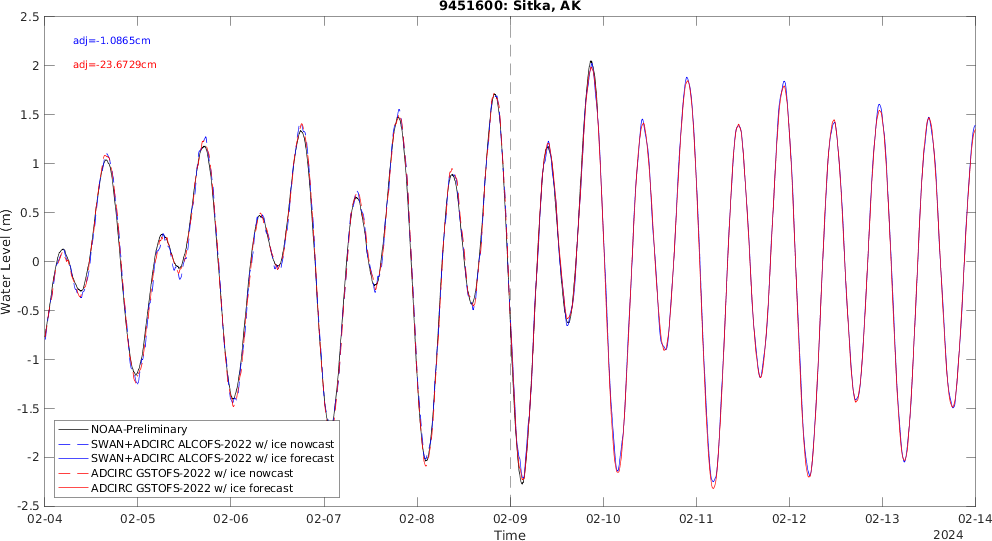 9451600: Sitka, AK
adj=-1.0865cm
adj=-23.6729cm
2.5
2
1.5
1
0.5
0
-0.5
-1
-1.5
-2
-2.5
Water Level (m)
NOAA-Preliminary
SWAN+ADCIRC ALCOFS-2022 w/ ice nowcast
SWAN+ADCIRC ALCOFS-2022 w/ ice forecast
ADCIRC GSTOFS-2022 w/ ice nowcast
ADCIRC GSTOFS-2022 w/ ice forecast
02-04 02-05 02-06 02-07 02-08 02-09 02-10 02-11 02-12 02-13 02-14
Time
2024